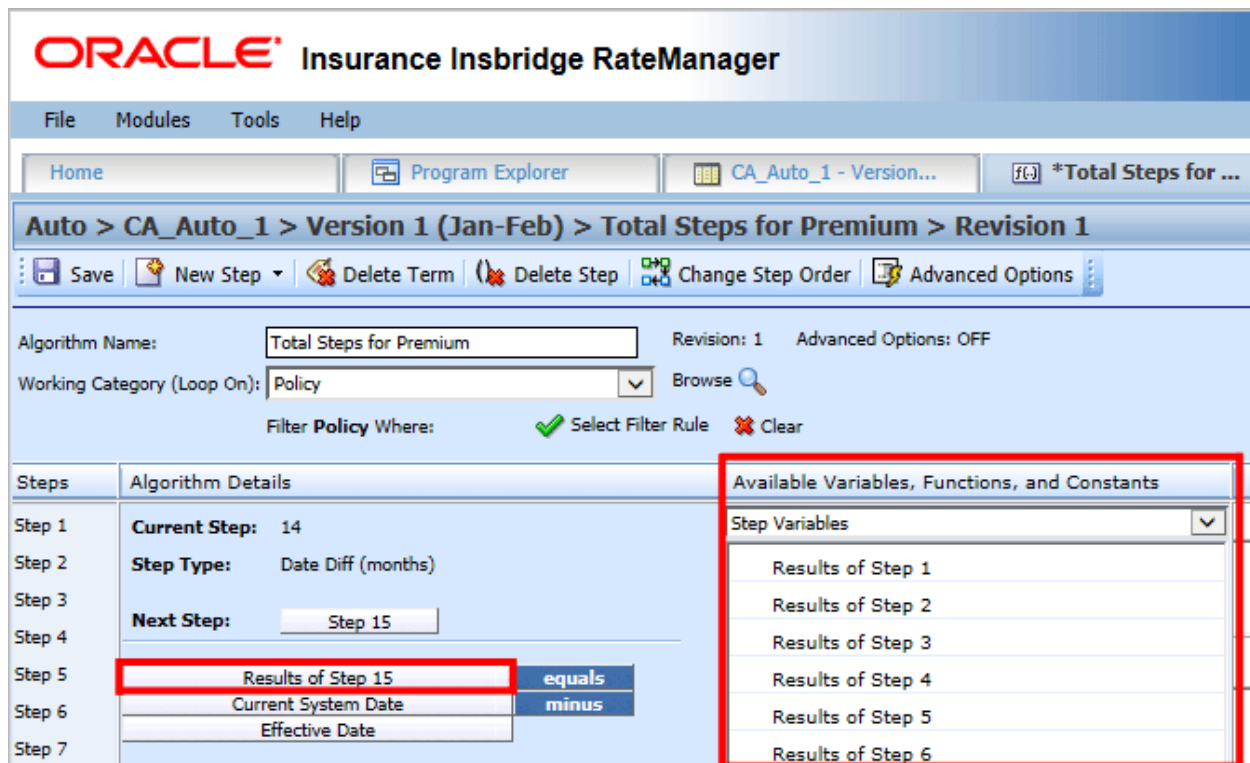 ORACLE Insurance Insbridge RateManager
File Modules Tools Help
Home Program Explorer CA_Auto_1 - Version... f(.) *Total Steps for ...
Auto > CA_Auto_1 > Version 1 (Jan-Feb) > Total Steps for Premium > Revision 1
Save New Step Delete Term Delete Step Change Step Order Advanced Options
Algorithm Name: Total Steps for Premium Revision: 1 Advanced Options: OFF
Working Category (Loop On): Policy Browse
Filter Policy Where: Select Filter Rule Clear
Steps Algorithm Details Available Variables, Functions, and Constants
Step 1 Current Step: 14 Step Variables
Step 2 Step Type: Date Diff (months) Results of Step 1
Step 3 Results of Step 2
Step 4 Next Step: Step 15 Results of Step 3
Step 5 Results of Step 15 equals Results of Step 4
Step 6 Current System Date minus Results of Step 5
Step 7 Effective Date Results of Step 6